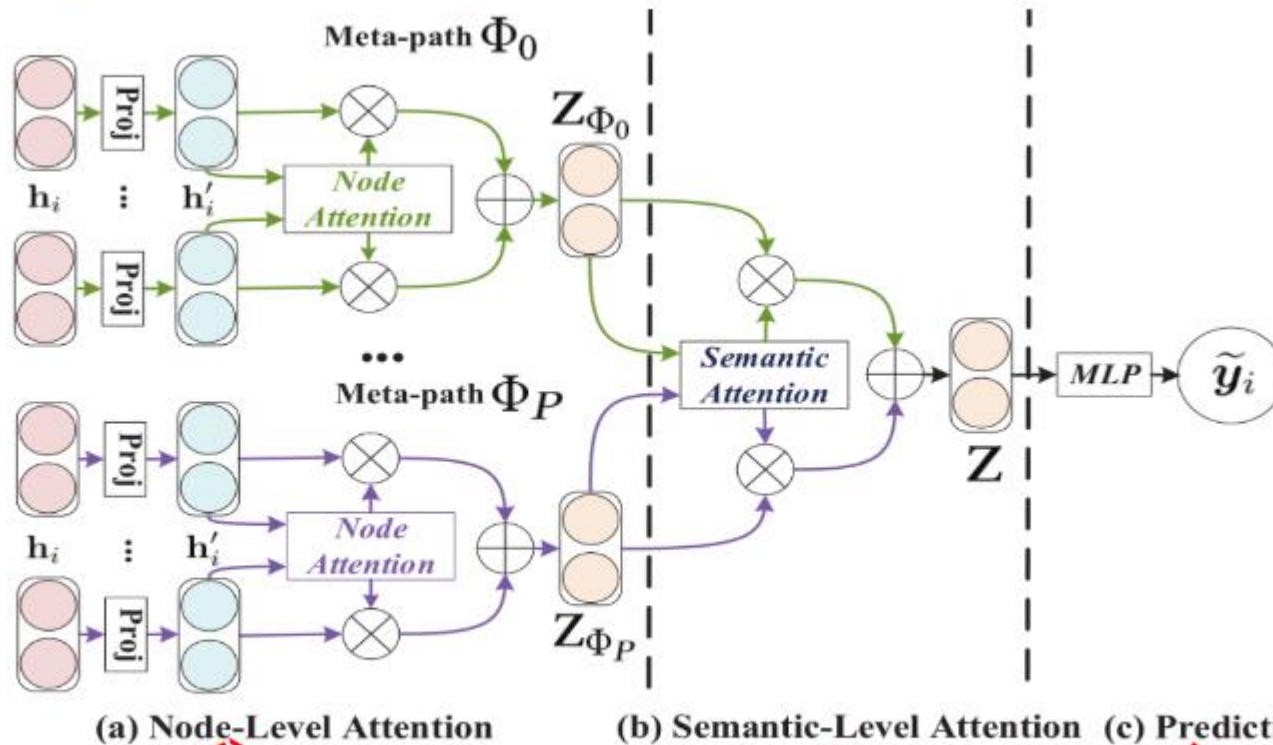 Meta-path Φ₀
Proj
h_i
...
h′_i
Proj
Node
Attention
Z_Φ₀
...
Meta-path Φ_P
Proj
h_i
...
h′_i
Proj
Node
Attention
Z_Φ_P
Semantic
Attention
Z
MLP
ỹ_i
(a) Node-Level Attention
(b) Semantic-Level Attention
(c) Predict